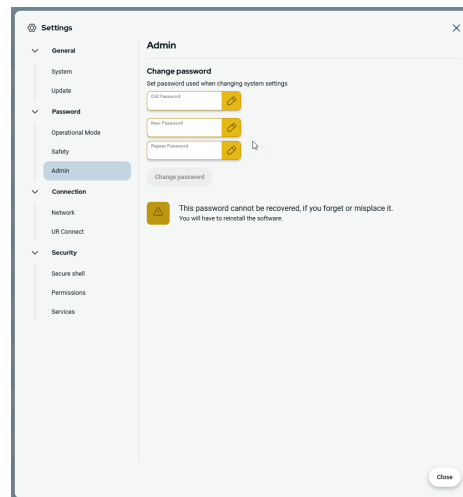 Settings
General
System
Update
Password
Operational Mode
Safety
Admin
Connection
Network
UR Connect
Security
Secure shell
Permissions
Services
Admin
Change password
Set password used when changing system settings
Old Password
New Password
Repeat Password
Change password
This password cannot be recovered, if you forget or misplace it.
You will have to reinstall the software.
Close